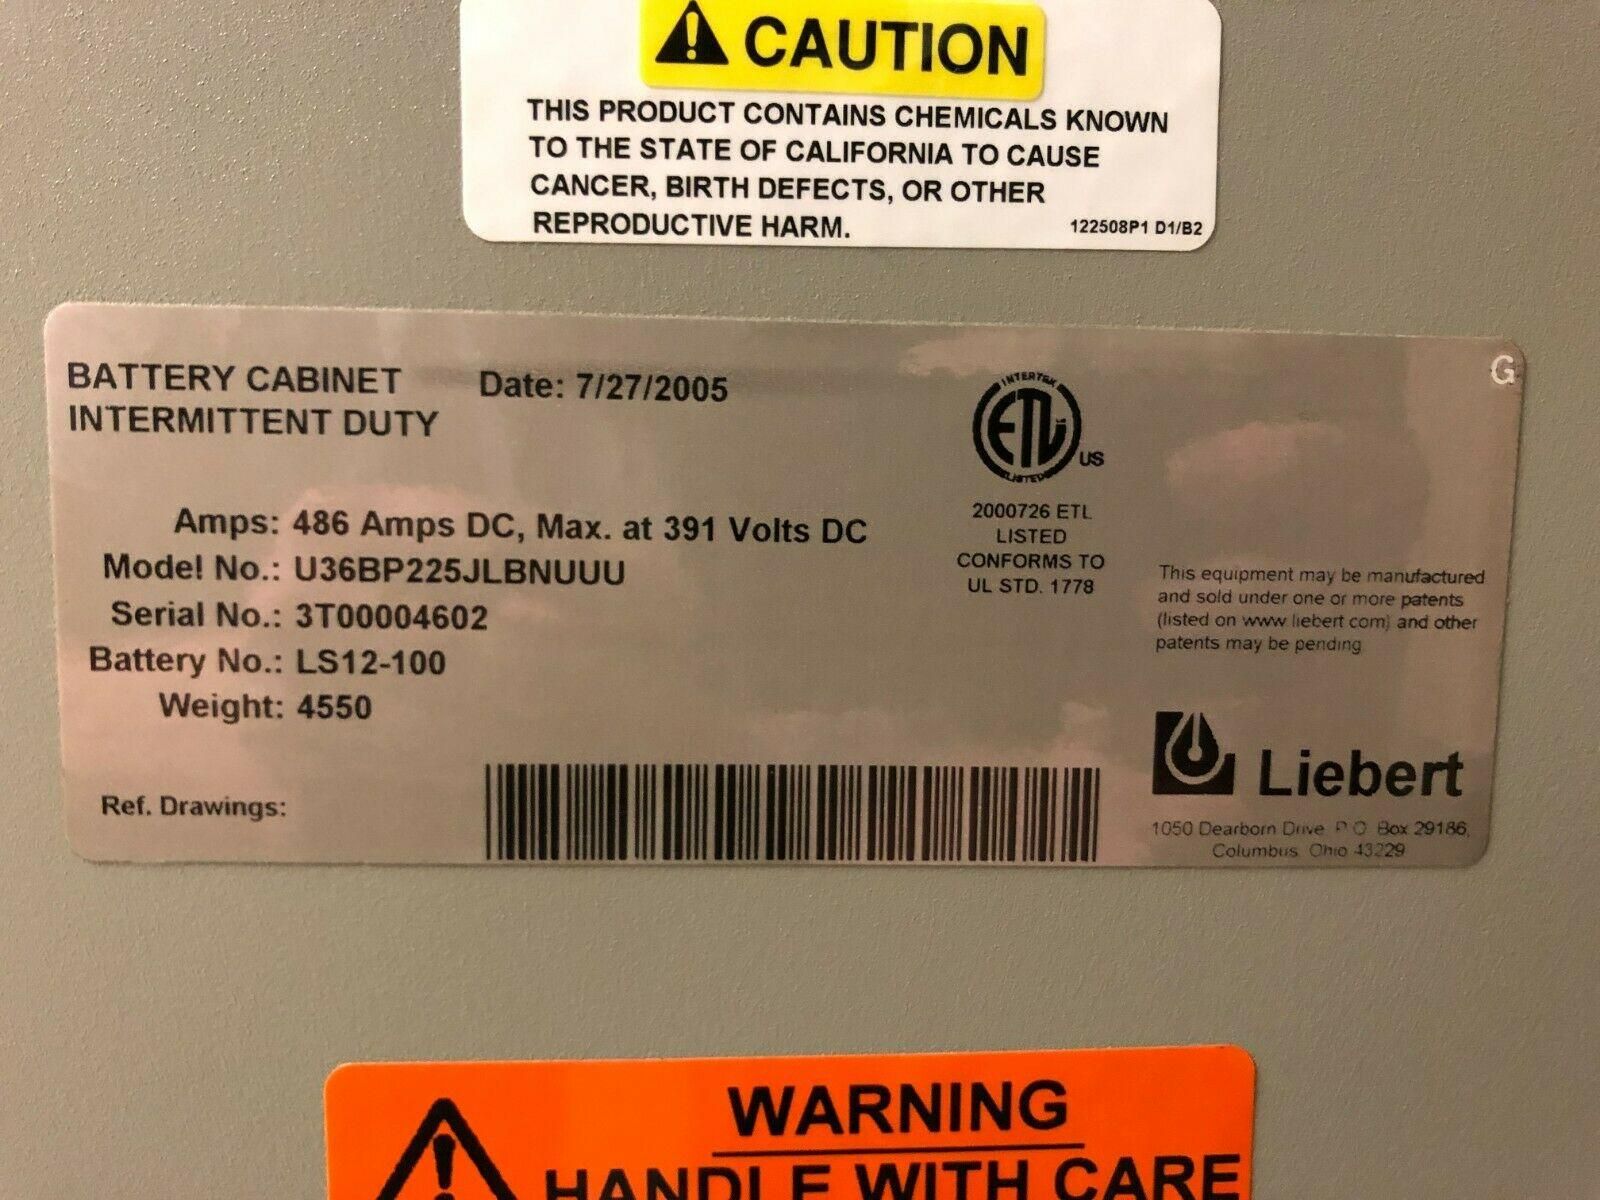 CAUTION
THIS PRODUCT CONTAINS CHEMICALS KNOWN
TO THE STATE OF CALIFORNIA TO CAUSE
CANCER, BIRTH DEFECTS, OR OTHER
REPRODUCTIVE HARM.
122508P1 D1/B2
BATTERY CABINET
INTERMITTENT DUTY
Date: 7/27/2005
Amps: 486 Amps DC, Max. at 391 Volts DC
Model No.: U36BP225JLBNUUU
Serial No.: 3T00004602
Battery No.: LS12-100
Weight: 4550
Ref. Drawings:
INTERTEK
ETL
LISTED
US
2000726 ETL
LISTED
CONFORMS TO
UL STD. 1778
G
This equipment may be manufactured
and sold under one or more patents
(listed on www.liebert.com) and other
patents may be pending
Liebert
1050 Dearborn Drive P.O. Box 29186,
Columbus, Ohio 43229
WARNING
HANDLE WITH CARE